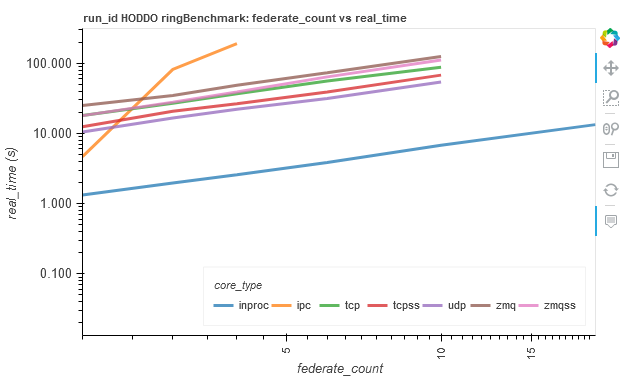 run_id HODDO ringBenchmark: federate_count vs real_time
100.000
10.000
1.000
0.100
real_time (s)
core_type
inproc ipc tcp tcpss udp zmq zmqss
5 10 15
federate_count